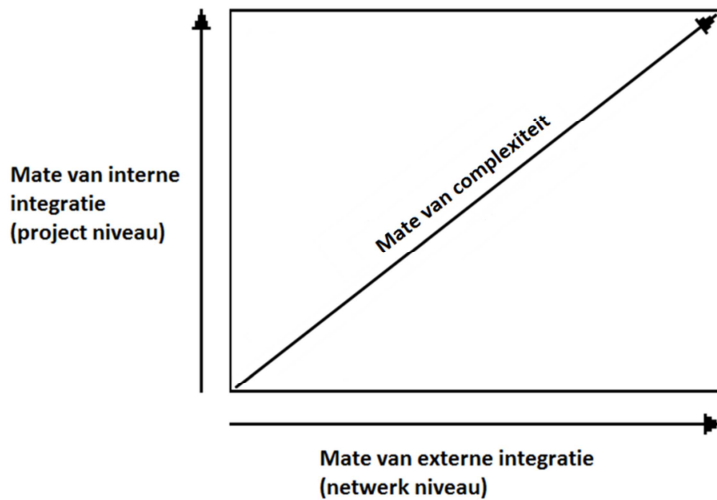 Mate van interne
integratie
(project niveau)
Mate van complexiteit
Mate van externe integratie
(netwerk niveau)